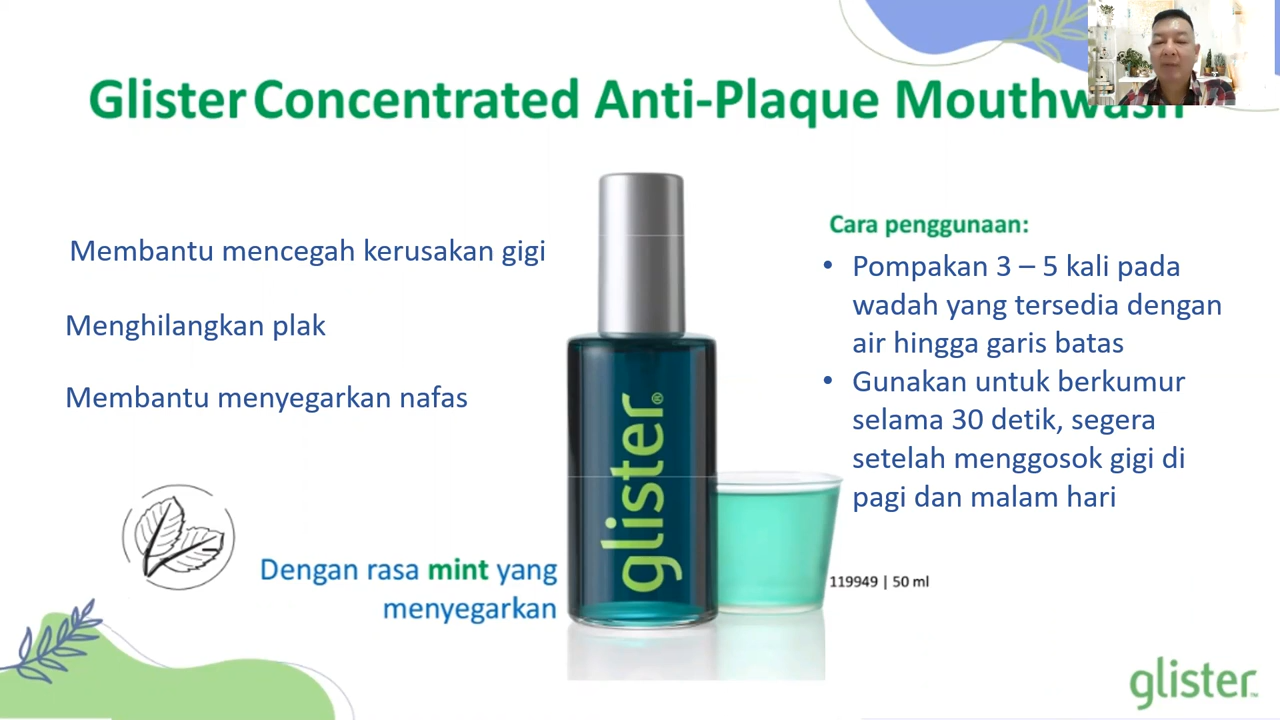 Glister Concentrated Anti-Plaque Mouthwash
Membantu mencegah kerusakan gigi
Menghilangkan plak
Membantu menyegarkan nafas
Dengan rasa mint yang
menyegarkan
glister®
Cara penggunaan:
• Pompakan 3 – 5 kali pada
wadah yang tersedia dengan
air hingga garis batas
• Gunakan untuk berkumur
selama 30 detik, segera
setelah menggosok gigi di
pagi dan malam hari
119949 | 50 ml
glister™